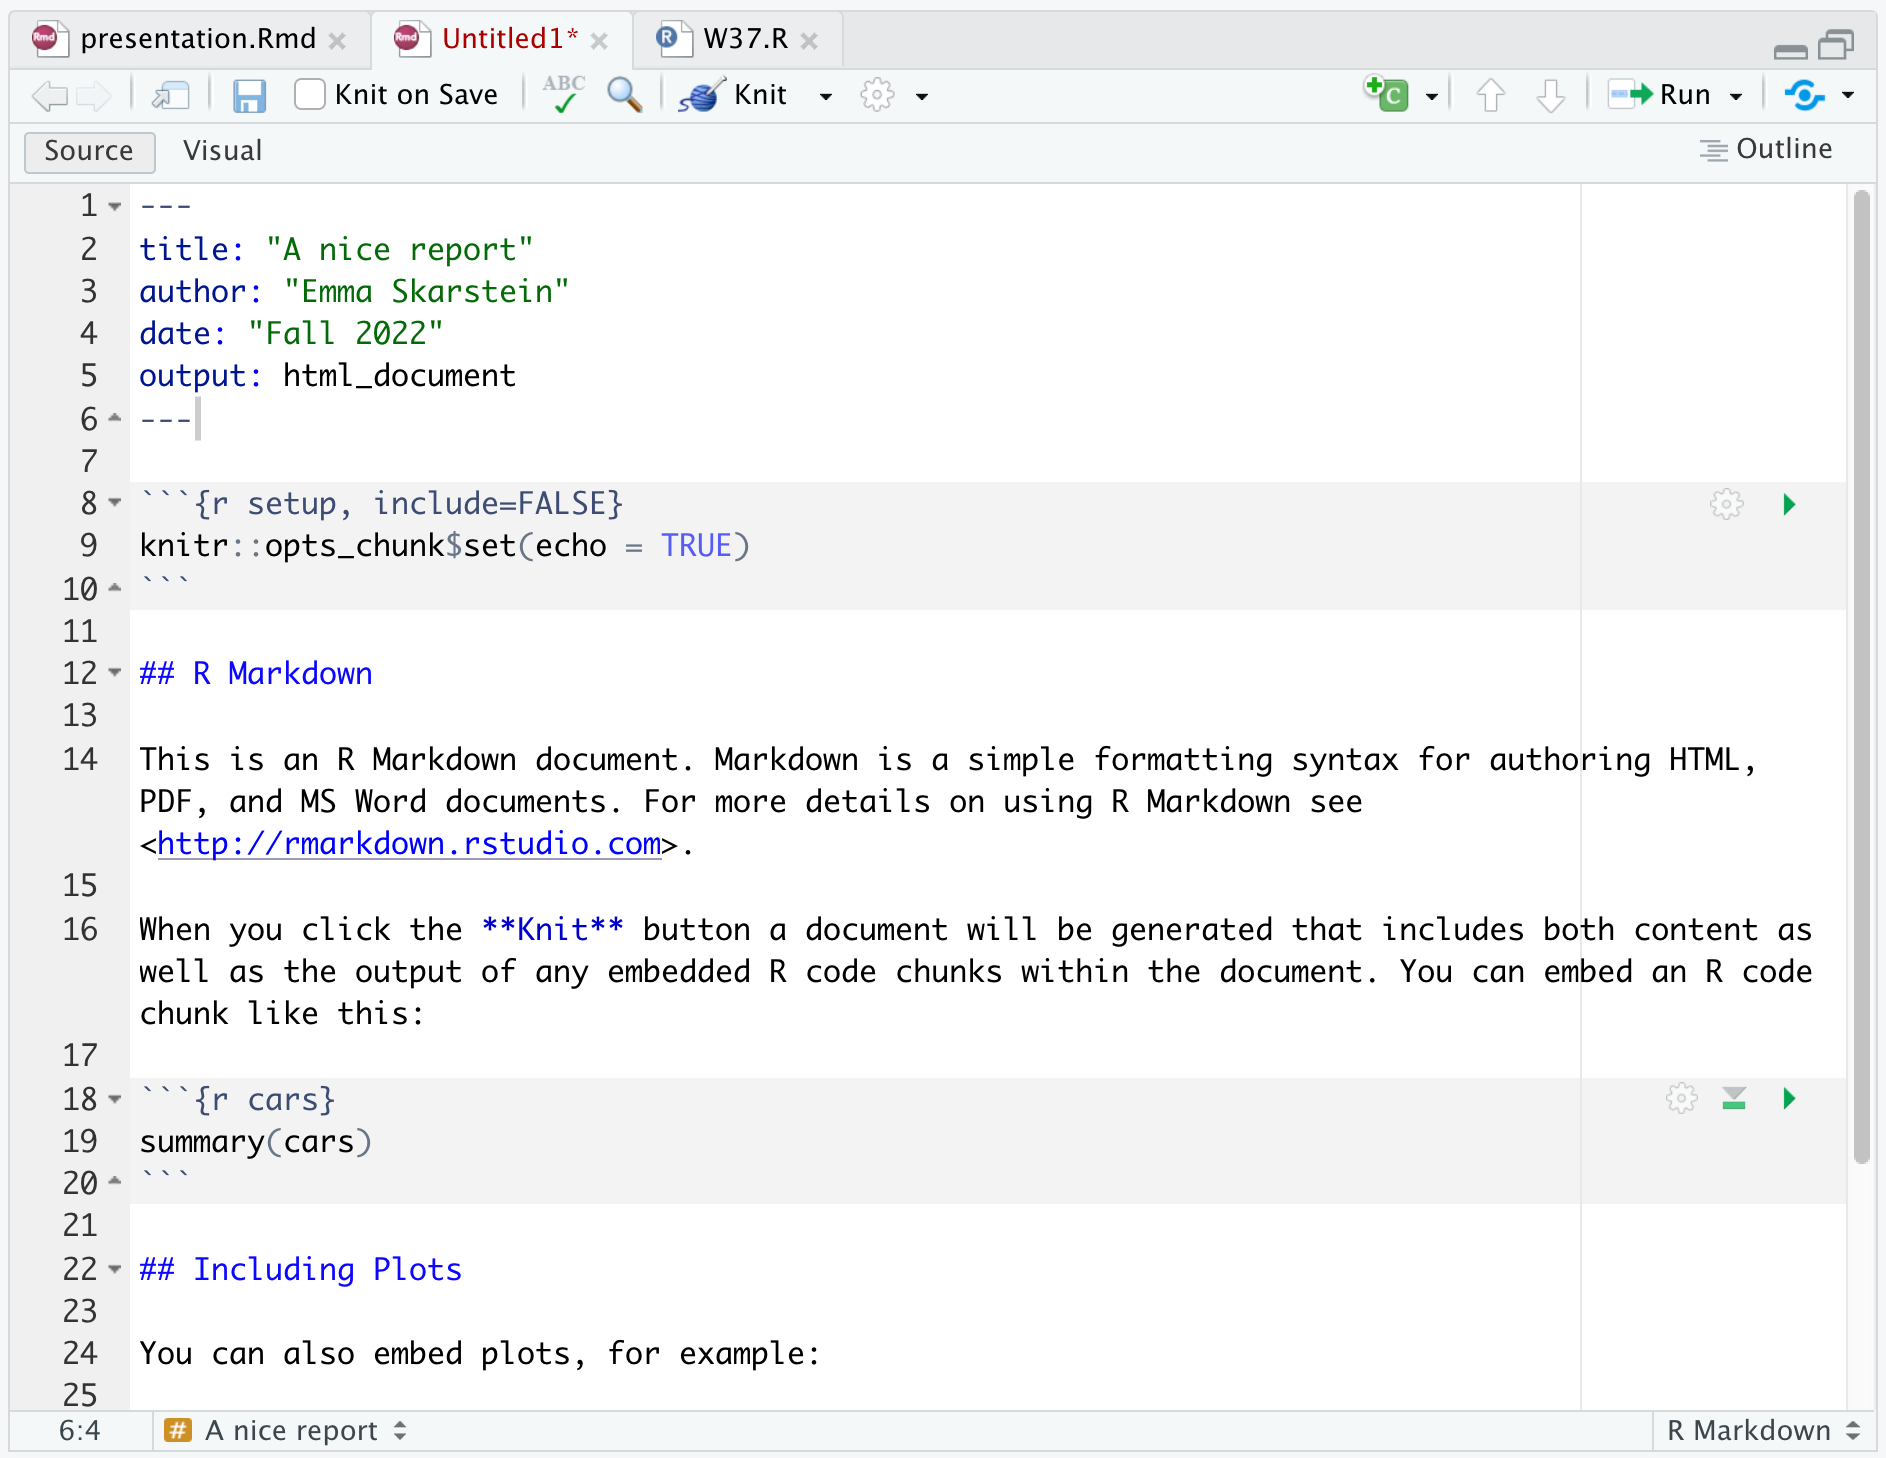 presentation.Rmd × Untitled1* × W37.R ×
Knit on Save ABC Knit Run
Source Visual Outline
1 ---
2 title: "A nice report"
3 author: "Emma Skarstein"
4 date: "Fall 2022"
5 output: html_document
6 ---
7
8 ```{r setup, include=FALSE}
9 knitr::opts_chunk$set(echo = TRUE)
10 ```
11
12 ## R Markdown
13
14 This is an R Markdown document. Markdown is a simple formatting syntax for authoring HTML,
PDF, and MS Word documents. For more details on using R Markdown see
<http://rmarkdown.rstudio.com>.
15
16 When you click the **Knit** button a document will be generated that includes both content as
well as the output of any embedded R code chunks within the document. You can embed an R code
chunk like this:
17
18 ```{r cars}
19 summary(cars)
20 ```
21
22 ## Including Plots
23
24 You can also embed plots, for example:
25
6:4 # A nice report R Markdown